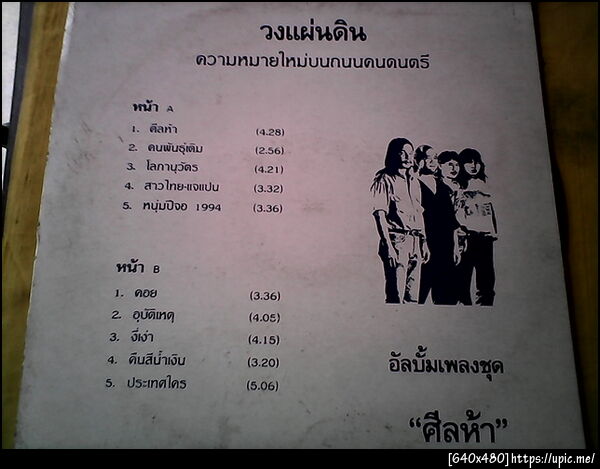 วงแผ่นดิน
ความหมายใหม่บนถนนคนดนตรี
หน้า A
1. ศีลห้า (4.28)
2. ฅนพันธุ์เดิม (2.56)
3. โลกานุวัตร (4.21)
4. สาวไทย-แจแปน (3.32)
5. หนุ่มปีจอ 1994 (3.36)
หน้า B
1. คอย (3.36)
2. อุบัติเหตุ (4.05)
3. งี่เง่า (4.15)
4. คืนสีน้ำเงิน (3.20)
5. ประเทศใคร (5.06)
อัลบั้มเพลงชุด
“ศีลห้า”
[640x480]https://upic.me/